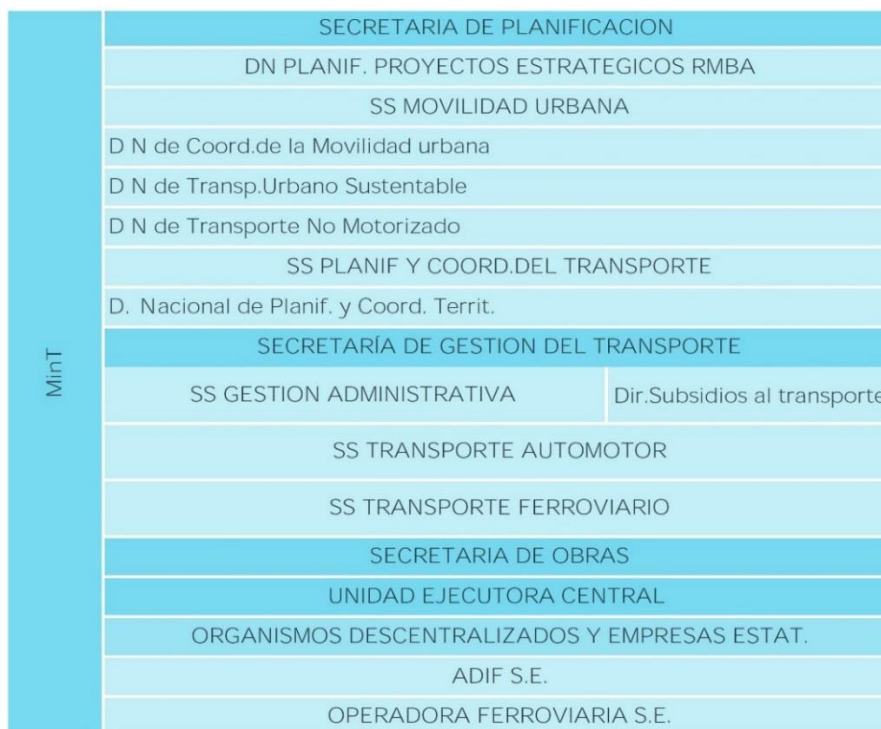 MinT
SECRETARIA DE PLANIFICACION
DN PLANIF. PROYECTOS ESTRATEGICOS RMBA
SS MOVILIDAD URBANA
D N de Coord.de la Movilidad urbana
D N de Transp.Urbano Sustentable
D N de Transporte No Motorizado
SS PLANIF Y COORD.DEL TRANSPORTE
D. Nacional de Planif. y Coord. Territ.
SECRETARÍA DE GESTION DEL TRANSPORTE
SS GESTION ADMINISTRATIVA
Dir.Subsidios al transporte
SS TRANSPORTE AUTOMOTOR
SS TRANSPORTE FERROVIARIO
SECRETARIA DE OBRAS
UNIDAD EJECUTORA CENTRAL
ORGANISMOS DESCENTRALIZADOS Y EMPRESAS ESTAT.
ADIF S.E.
OPERADORA FERROVIARIA S.E.